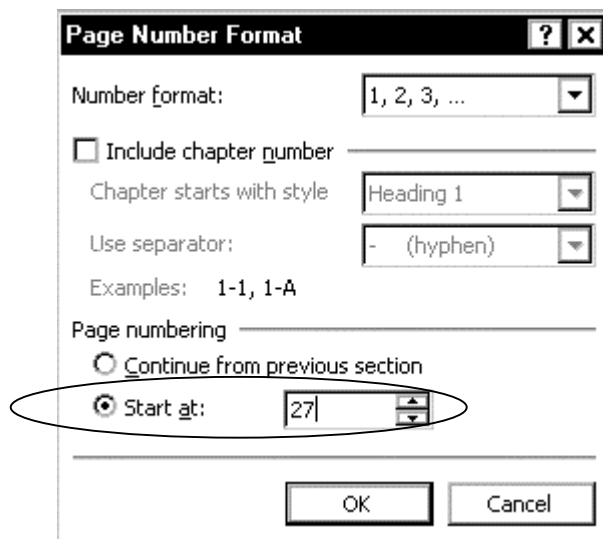 Page Number Format ? X
Number format: 1, 2, 3, ...
Include chapter number
Chapter starts with style Heading 1
Use separator: - (hyphen)
Examples: 1-1, 1-A
Page numbering
Continue from previous section
Start at: 27
OK Cancel